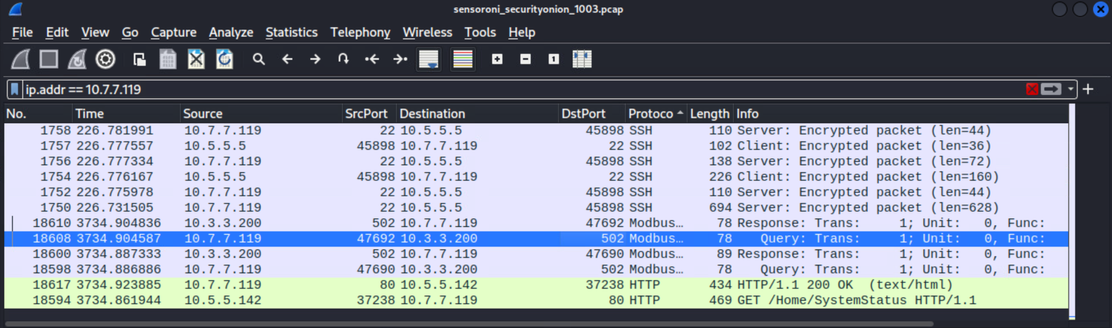 sensoroni_securityonion_1003.pcap
File Edit View Go Capture Analyze Statistics Telephony Wireless Tools Help
ip.addr == 10.7.7.119
No. Time Source SrcPort Destination DstPort Protoco Length Info
1758 226.781991 10.7.7.119 22 10.5.5.5 45898 SSH 110 Server: Encrypted packet (len=44)
1757 226.777557 10.5.5.5 45898 10.7.7.119 22 SSH 102 Client: Encrypted packet (len=36)
1756 226.777334 10.7.7.119 22 10.5.5.5 45898 SSH 138 Server: Encrypted packet (len=72)
1754 226.776167 10.5.5.5 45898 10.7.7.119 22 SSH 226 Client: Encrypted packet (len=160)
1752 226.775978 10.7.7.119 22 10.5.5.5 45898 SSH 110 Server: Encrypted packet (len=44)
1750 226.731505 10.7.7.119 22 10.5.5.5 45898 SSH 694 Server: Encrypted packet (len=628)
18610 3734.904836 10.3.3.200 502 10.7.7.119 47692 Modbus… 78 Response: Trans: 1; Unit: 0, Func:
18608 3734.904587 10.7.7.119 47692 10.3.3.200 502 Modbus… 78 Query: Trans: 1; Unit: 0, Func:
18600 3734.887333 10.3.3.200 502 10.7.7.119 47690 Modbus… 89 Response: Trans: 1; Unit: 0, Func:
18598 3734.886886 10.7.7.119 47690 10.3.3.200 502 Modbus… 78 Query: Trans: 1; Unit: 0, Func:
18617 3734.923885 10.7.7.119 80 10.5.5.142 37238 HTTP 434 HTTP/1.1 200 OK (text/html)
18594 3734.861944 10.5.5.142 37238 10.7.7.119 80 HTTP 469 GET /Home/SystemStatus HTTP/1.1